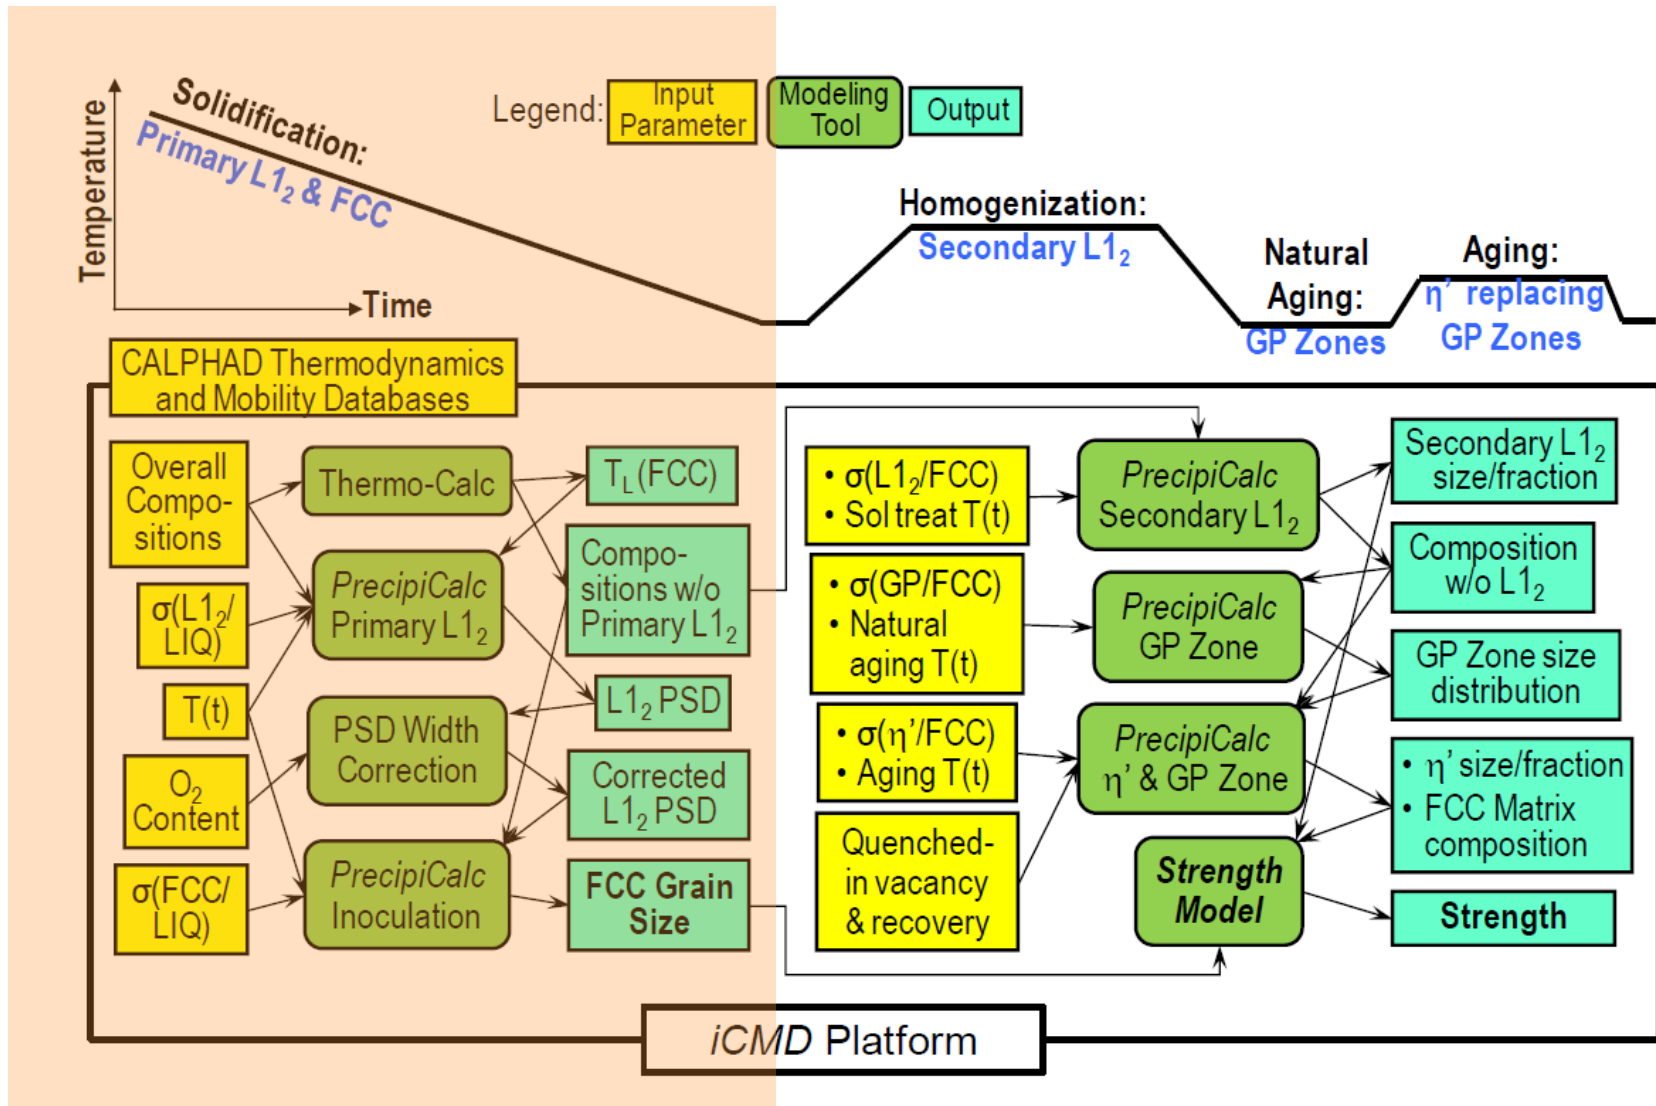 Temperature
Solidification:
Primary L1₂ & FCC
Time
Legend:
Input
Parameter
Modeling
Tool
Output
Homogenization:
Secondary L1₂
Natural
Aging:
GP Zones
Aging:
η’ replacing
GP Zones
CALPHAD Thermodynamics
and Mobility Databases
Overall
Compo-
sitions
σ(L1₂/
LIQ)
T(t)
O₂
Content
σ(FCC/
LIQ)
Thermo-Calc
PrecipiCalc
Primary L1₂
PSD Width
Correction
PrecipiCalc
Inoculation
T_L(FCC)
Compo-
sitions w/o
Primary L1₂
L1₂ PSD
Corrected
L1₂ PSD
FCC Grain
Size
• σ(L1₂/FCC)
• Sol treat T(t)
• σ(GP/FCC)
• Natural
aging T(t)
• σ(η’/FCC)
• Aging T(t)
Quenched-
in vacancy
& recovery
PrecipiCalc
Secondary L1₂
PrecipiCalc
GP Zone
PrecipiCalc
η’ & GP Zone
Strength
Model
Secondary L1₂
size/fraction
Composition
w/o L1₂
GP Zone size
distribution
• η’ size/fraction
• FCC Matrix
composition
Strength
iCMD Platform